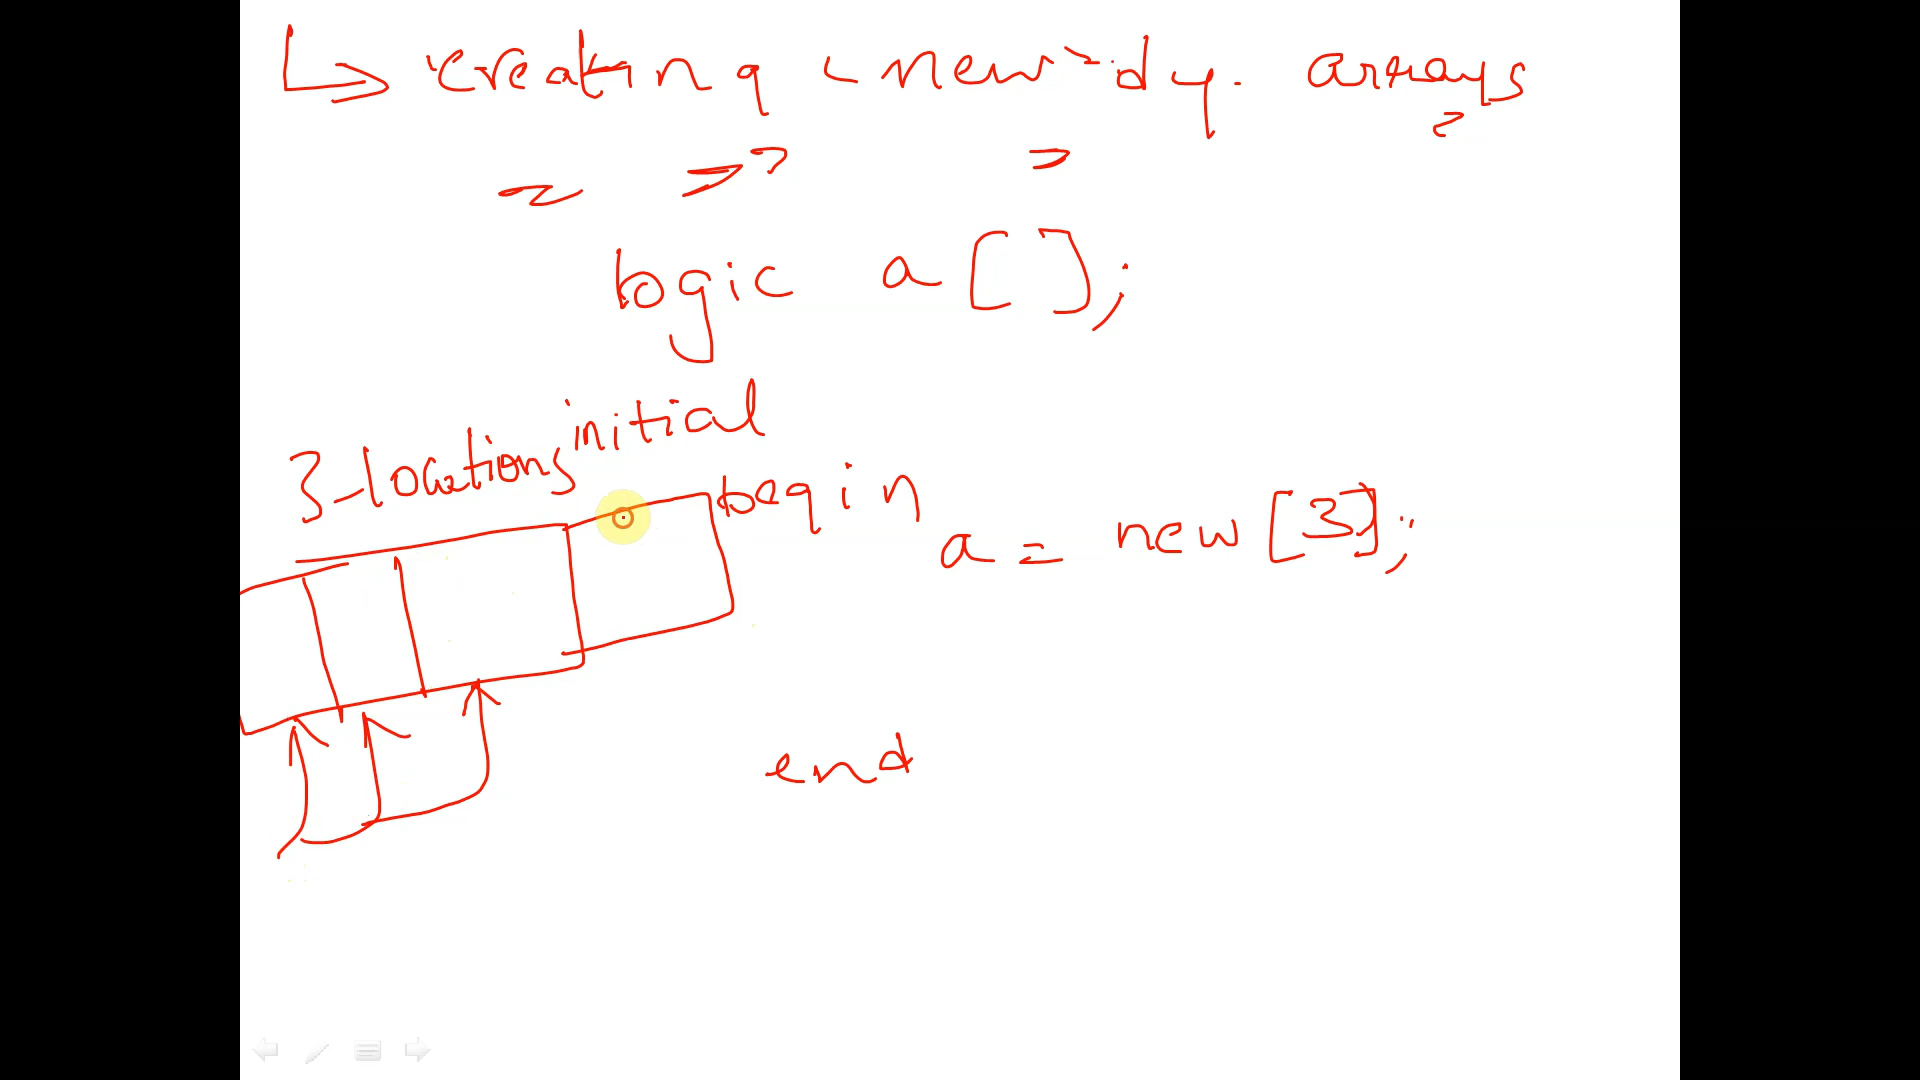 creating <new> dy. arrays
logic a[];
3-locations
initial
begin
a = new[3];
end